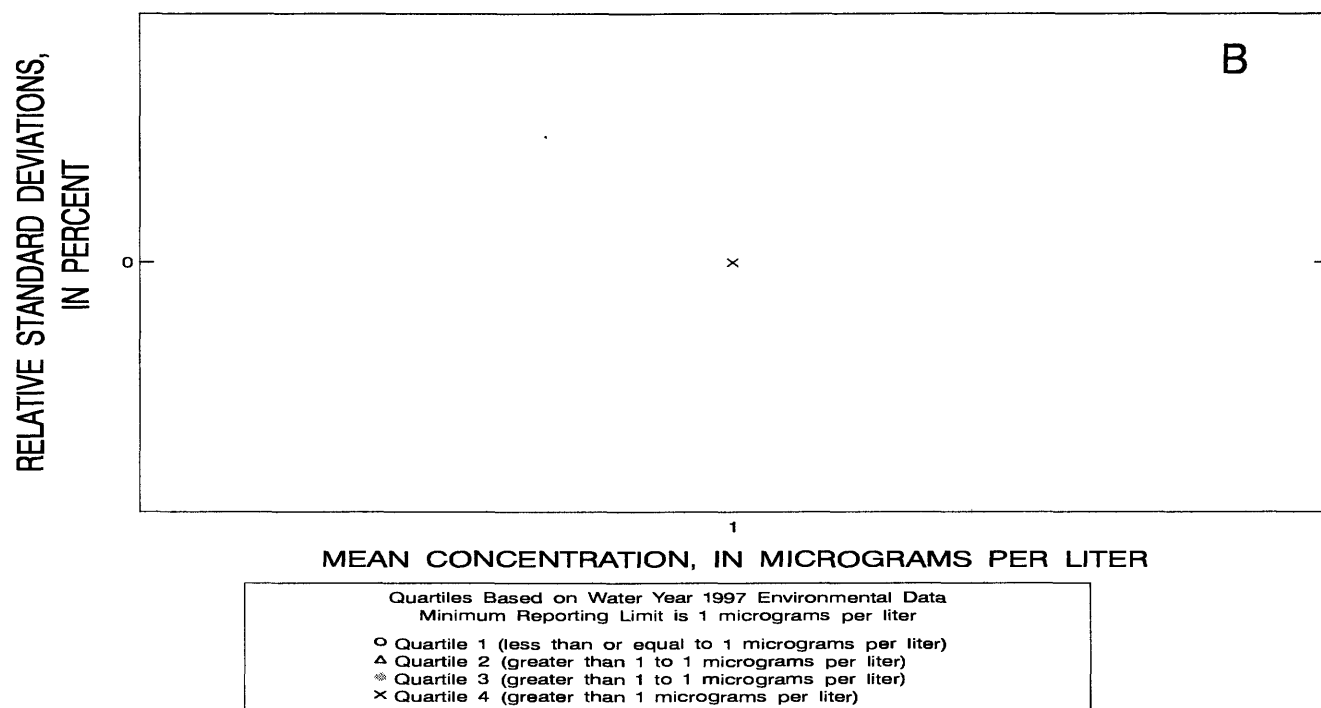 B
RELATIVE STANDARD DEVIATIONS,
IN PERCENT
0
1
MEAN CONCENTRATION, IN MICROGRAMS PER LITER
Quartiles Based on Water Year 1997 Environmental Data
Minimum Reporting Limit is 1 micrograms per liter
Quartile 1 (less than or equal to 1 micrograms per liter)
Quartile 2 (greater than 1 to 1 micrograms per liter)
Quartile 3 (greater than 1 to 1 micrograms per liter)
Quartile 4 (greater than 1 micrograms per liter)